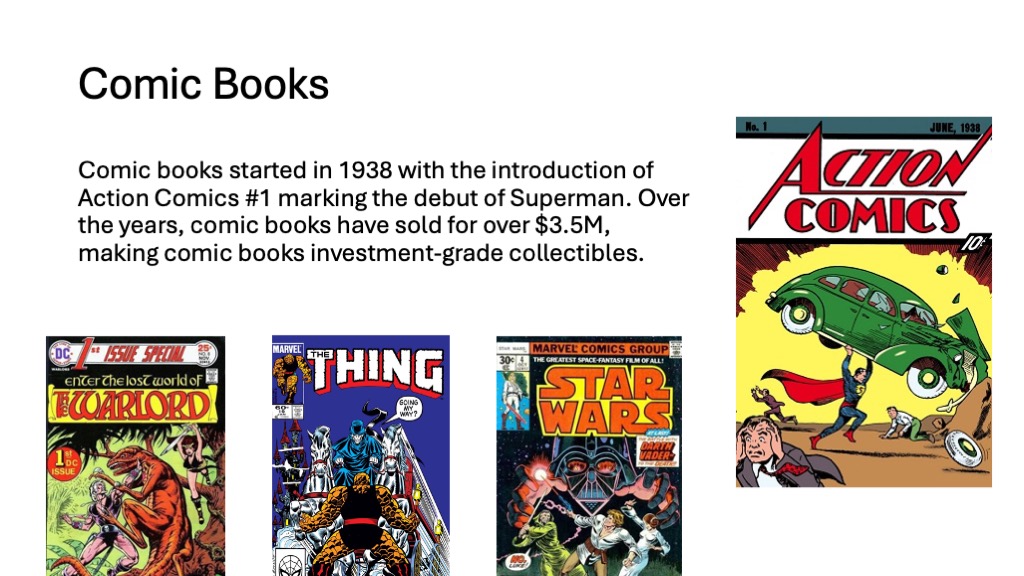 Comic Books
Comic books started in 1938 with the introduction of
Action Comics #1 marking the debut of Superman. Over
the years, comic books have sold for over $3.5M,
making comic books investment-grade collectibles.
No. 1 JUNE, 1938
ACTION
COMICS
10¢
DC 1st ISSUE SPECIAL 25¢
enter the lost world of
THE WARLORD
1st DC
ISSUE
MARVEL THE
THING
60¢
GOING
MY
WAY?
STAR WARS MARVEL COMICS GROUP
30¢ 4 THE GREATEST SPACE-FANTASY FILM OF ALL!
STAR
WARS
DARTH
VADER
NO,
LUKE!